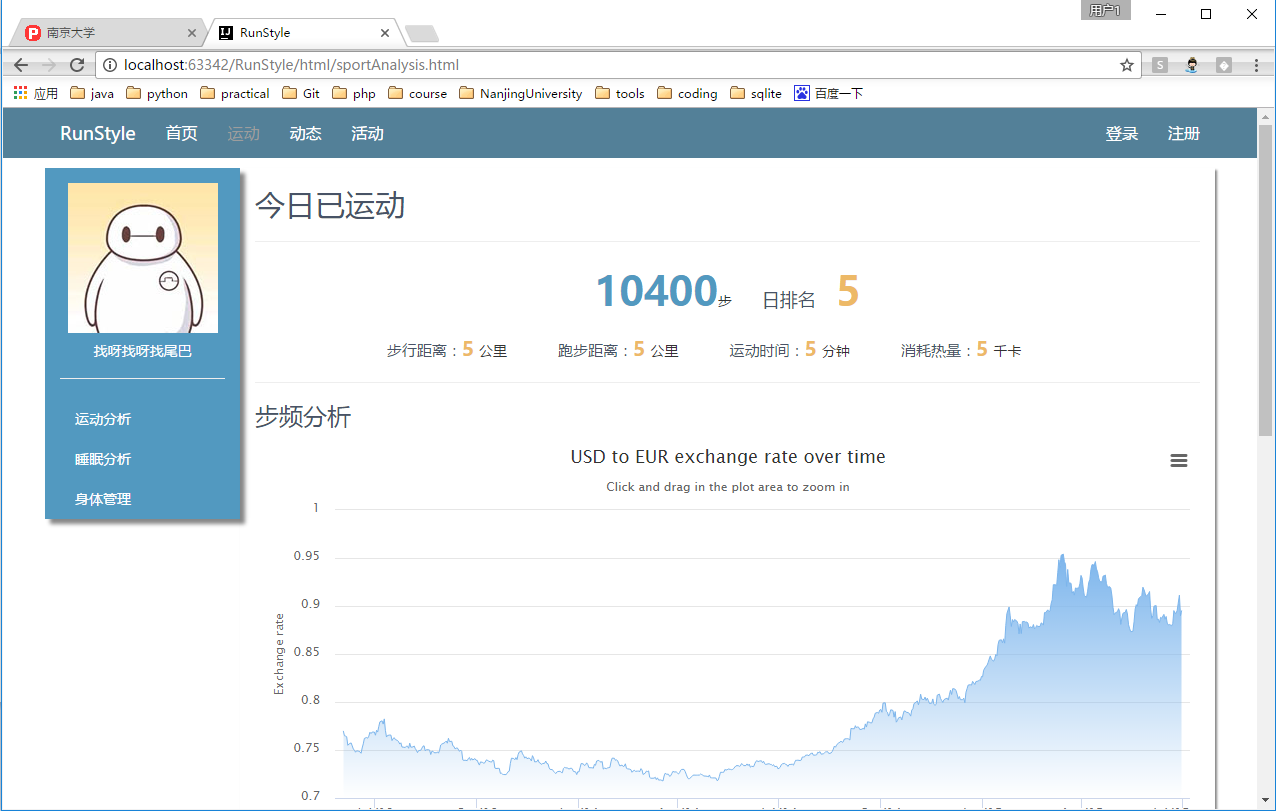 用户1
南京大学 RunStyle
localhost:63342/RunStyle/html/sportAnalysis.html
应用 java python practical Git php course NanjingUniversity tools coding sqlite 百度一下
RunStyle 首页 运动 动态 活动 登录 注册
找呀找呀找尾巴
运动分析
睡眠分析
身体管理
今日已运动
10400步 日排名 5
步行距离：5 公里 跑步距离：5 公里 运动时间：5 分钟 消耗热量：5 千卡
步频分析
USD to EUR exchange rate over time
Click and drag in the plot area to zoom in
Exchange rate
1
0.95
0.9
0.85
0.8
0.75
0.7